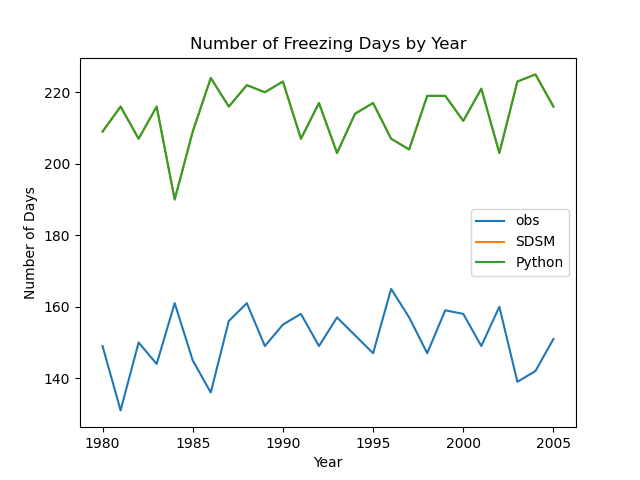 Number of Freezing Days by Year
Number of Days
220
200
180
160
140
obs
SDSM
Python
1980 1985 1990 1995 2000 2005
Year